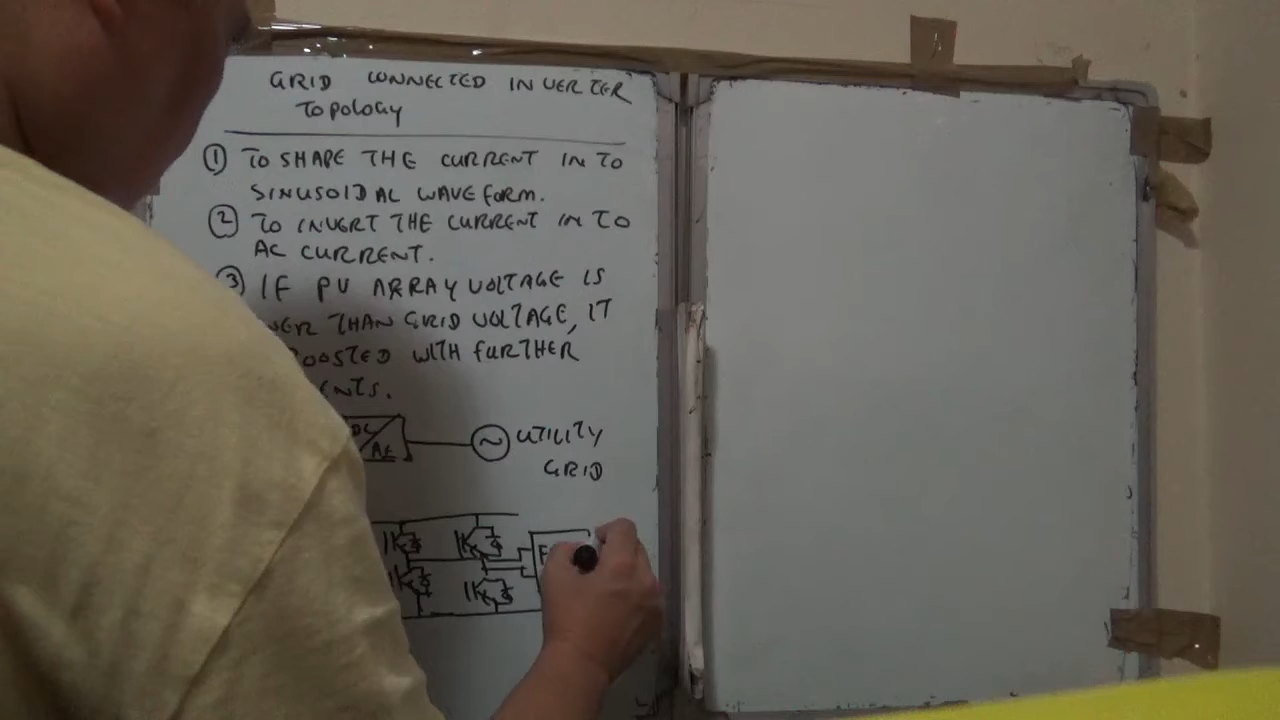 GRID CONNECTED INVERTER
TOPOLOGY
1 TO SHAPE THE CURRENT IN TO
SINUSOIDAL WAVEFORM.
2 TO INVERT THE CURRENT IN TO
AC CURRENT.
3 IF PV ARRAY VOLTAGE IS
THAN GRID VOLTAGE, IT
WITH FURTHER
DC/AC ~ UTILITY
GRID